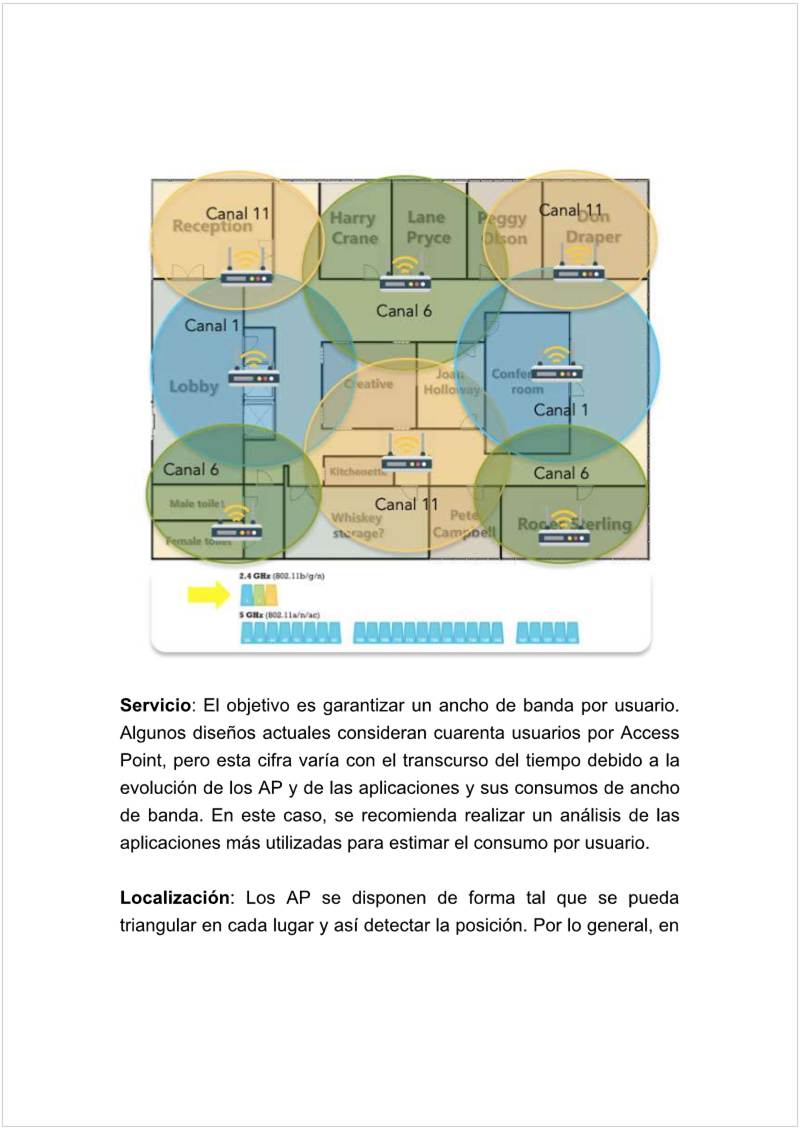 Canal 11
Reception
Harry
Crane
Lane
Pryce
Peggy
Olson
Canal 11
Don
Draper
Canal 6
Canal 1
Lobby
Creative
Joan
Holloway
Conference
room
Canal 1
Canal 6
Male toilet
Female toilet
Kitchenette
Canal 11
Whiskey
storage?
Pete
Campbell
Canal 6
Roger Sterling
2.4 GHz (802.11b/g/n)
5 GHz (802.11a/n/ac)
Servicio: El objetivo es garantizar un ancho de banda por usuario.
Algunos diseños actuales consideran cuarenta usuarios por Access
Point, pero esta cifra varía con el transcurso del tiempo debido a la
evolución de los AP y de las aplicaciones y sus consumos de ancho
de banda. En este caso, se recomienda realizar un análisis de las
aplicaciones más utilizadas para estimar el consumo por usuario.
Localización: Los AP se disponen de forma tal que se pueda
triangular en cada lugar y así detectar la posición. Por lo general, en